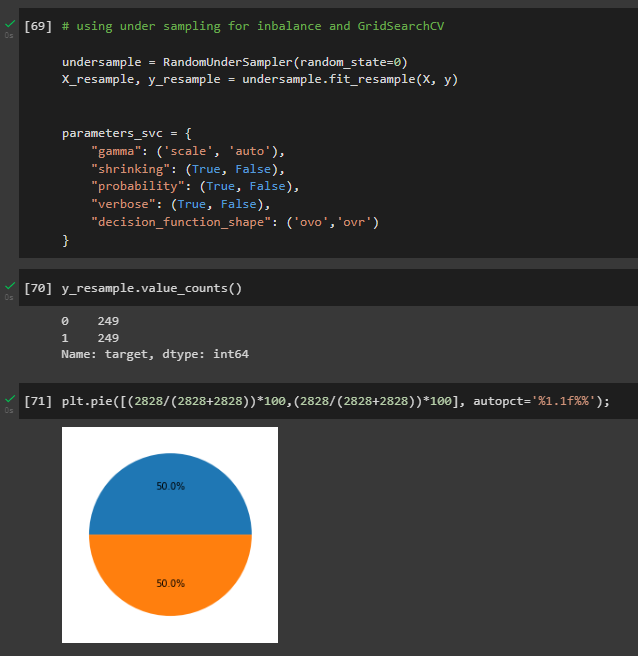 [69] # using under sampling for inbalance and GridSearchCV
0s
undersample = RandomUnderSampler(random_state=0)
X_resample, y_resample = undersample.fit_resample(X, y)
parameters_svc = {
"gamma": ('scale', 'auto'),
"shrinking": (True, False),
"probability": (True, False),
"verbose": (True, False),
"decision_function_shape": ('ovo','ovr')
}
[70] y_resample.value_counts()
0s
0 249
1 249
Name: target, dtype: int64
[71] plt.pie([(2828/(2828+2828))*100,(2828/(2828+2828))*100], autopct='%1.1f%%');
0s
50.0%
50.0%